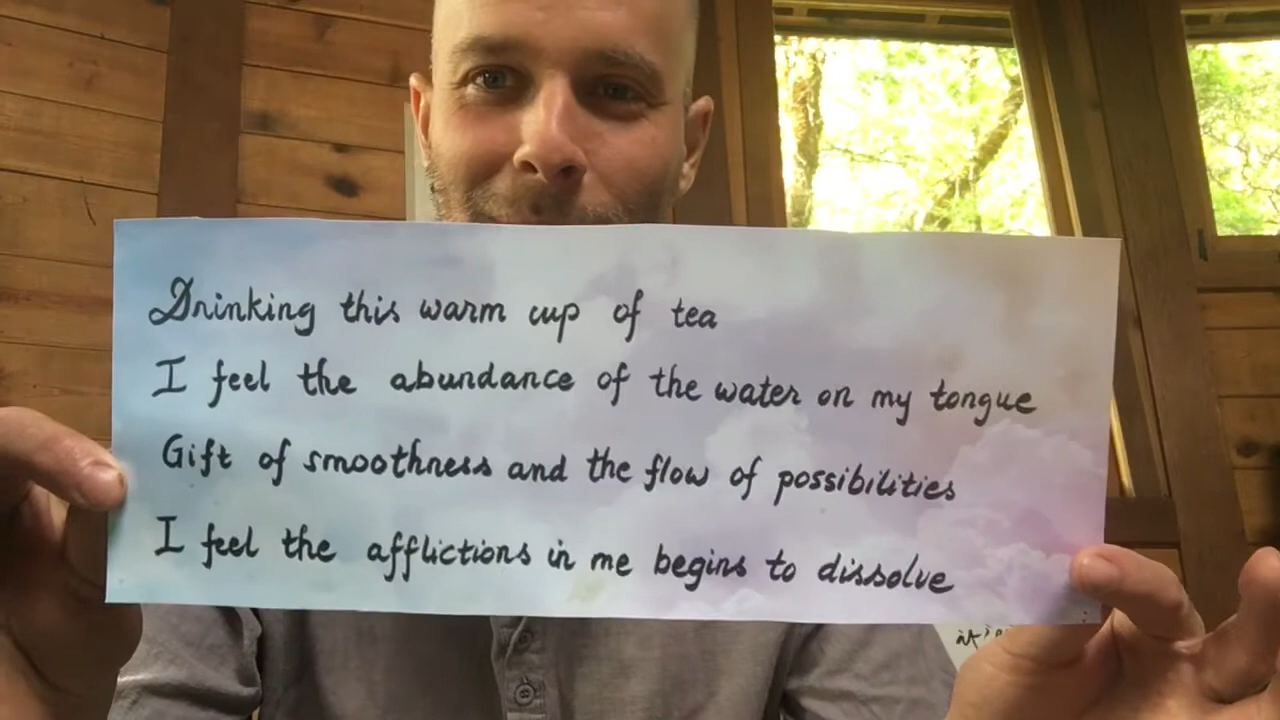 Drinking this warm cup of tea
I feel the abundance of the water on my tongue
Gift of smoothness and the flow of possibilities
I feel the afflictions in me begins to dissolve